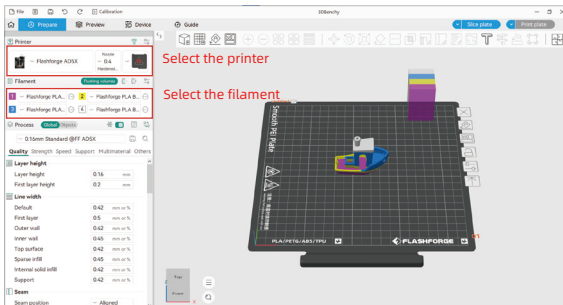 File
Calibration
3DBenchy
Prepare
Preview
Device
Guide
Slice plate
Print plate
Printer
Flashforge AD5X
Nozzle
0.4
Hardened...
Select the printer
Filament
Flushing volumes
1 Flashforge PLA... 2 Flashforge PLA B...
3 Flashforge PLA... 4 Flashforge PLA B...
Select the filament
Process Global Objects
0.16mm Standard @FF AD5X
Quality Strength Speed Support Multimaterial Others
Layer height
Layer height 0.16 mm
First layer height 0.2 mm
Line width
Default 0.42 mm or %
First layer 0.5 mm or %
Outer wall 0.42 mm or %
Inner wall 0.45 mm or %
Top surface 0.42 mm or %
Sparse infill 0.45 mm or %
Internal solid infill 0.42 mm or %
Support 0.42 mm or %
Seam
Seam position Aligned
Smooth PEI Plate
PLA/PETG/ABS/TPU
FLASHFORGE
01
Top
Front